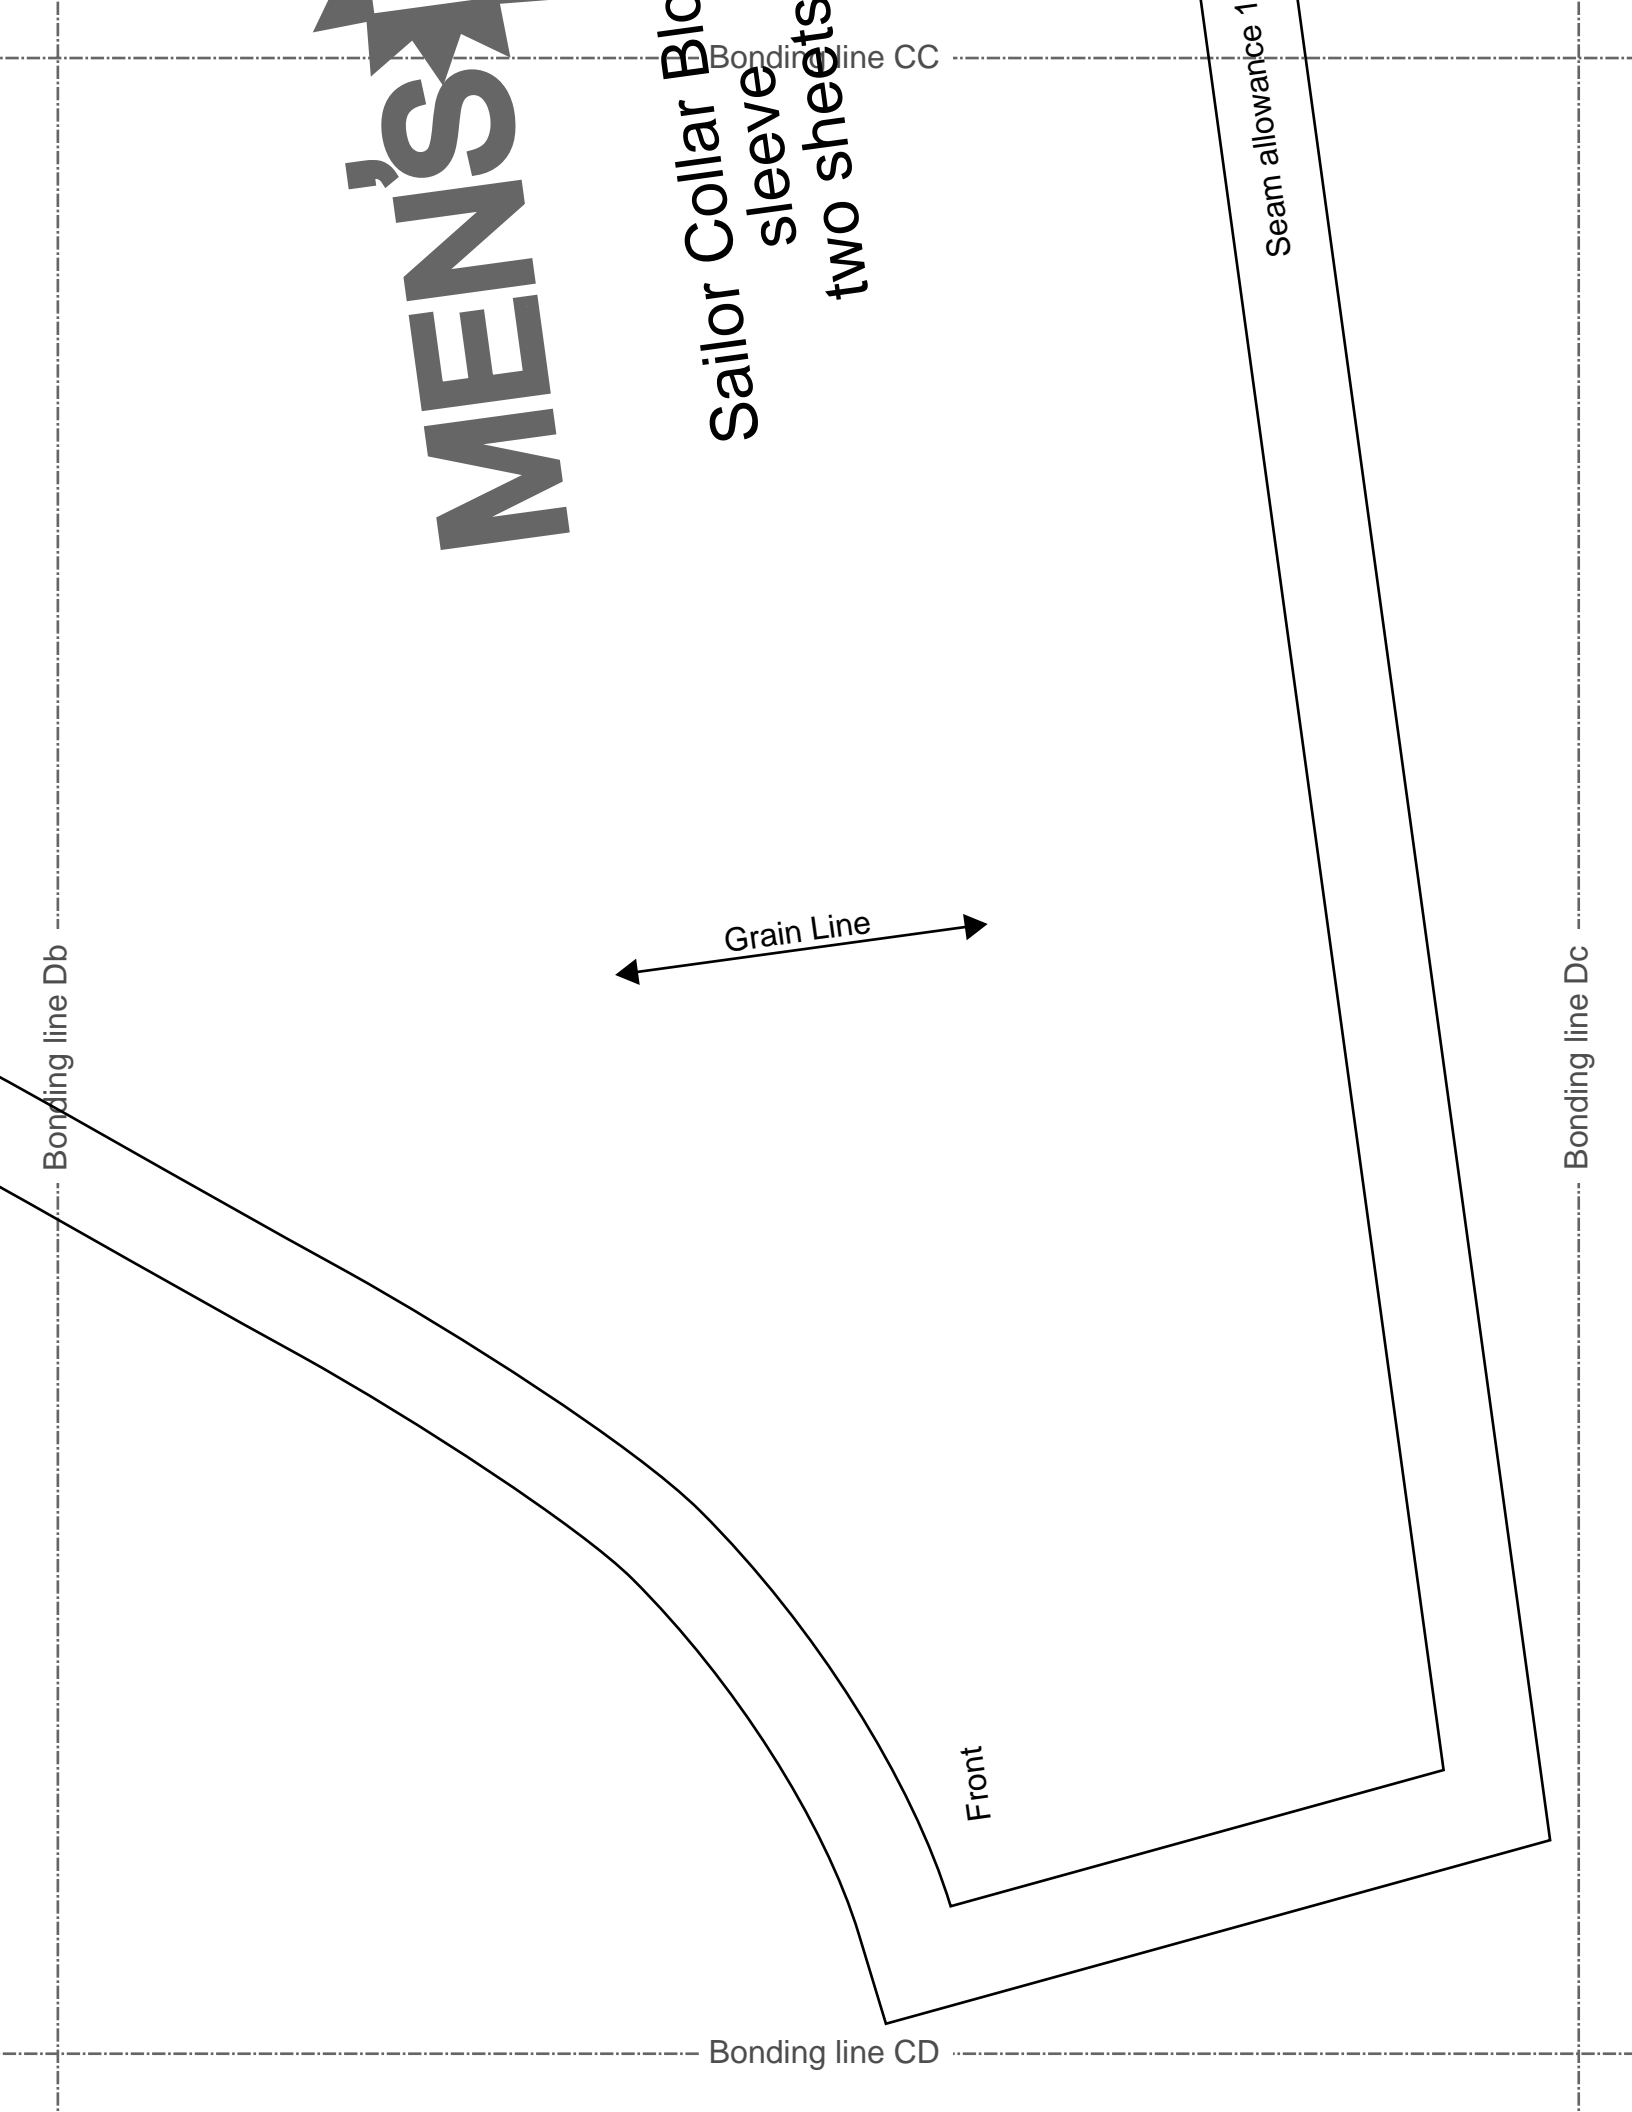 Bonding line CC
MEN'S
Sailor Collar Blo
sleeve
two sheets
Seam allowance 1
Grain Line
Bonding line Db
Bonding line Dc
Front
Bonding line CD